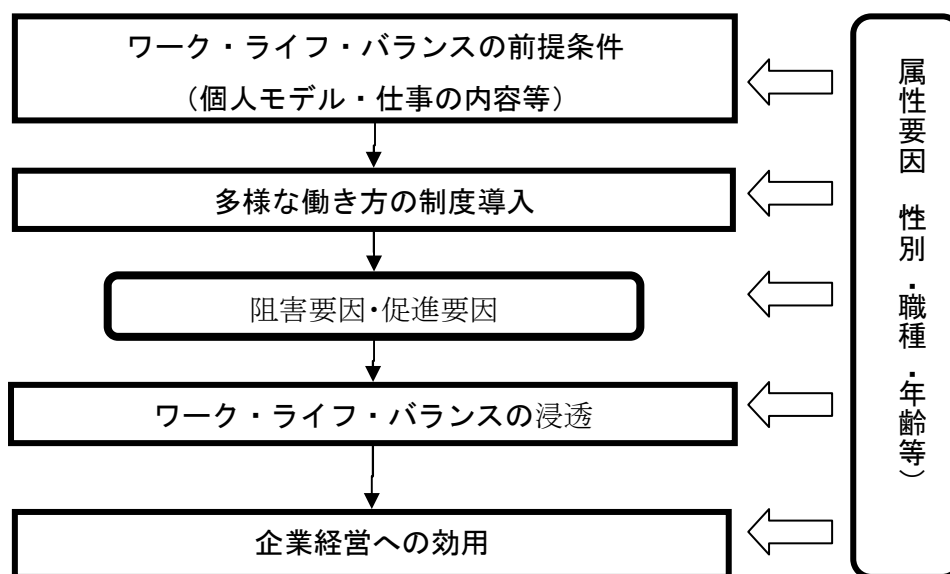 ワーク・ライフ・バランスの前提条件
（個人モデル・仕事の内容等）
多様な働き方の制度導入
阻害要因・促進要因
ワーク・ライフ・バランスの浸透
企業経営への効用
属性要因　性別・職種・年齢等）